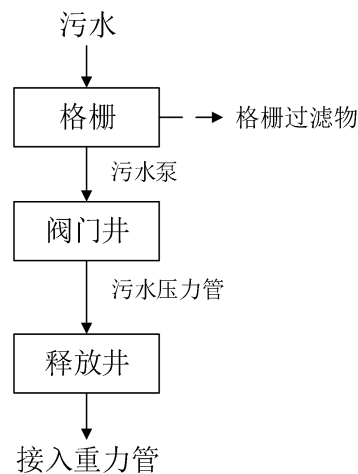 污水
格栅
格栅过滤物
污水泵
阀门井
污水压力管
释放井
接入重力管